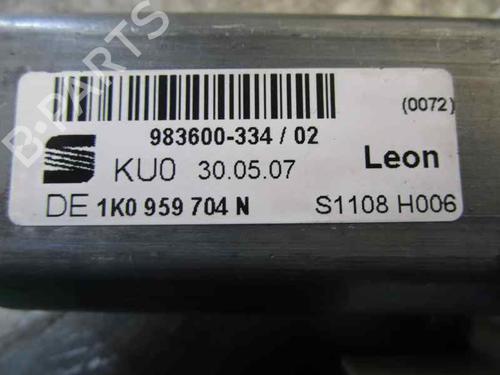 (0072)
983600-334 / 02
KU0 30.05.07 Leon
DE 1K0 959 704 N S1108 H006
B-PARTS